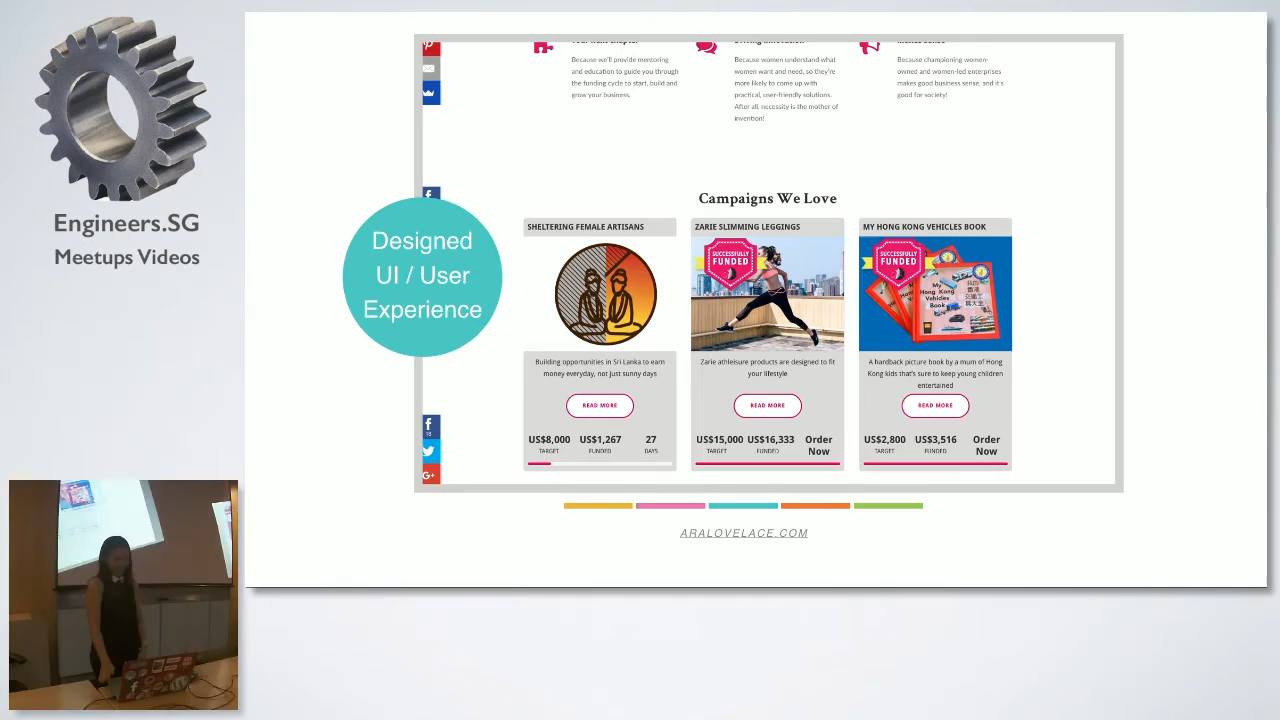 Engineers.SG
Meetups Videos
Because we'll provide mentoring
and education to guide you through
the funding cycle to start, build and
grow your business.
Because women understand what
women want and need, so they're
more likely to come up with
practical, user-friendly solutions.
After all, necessity is the mother of
invention!
Because championing women-
owned and women-led enterprises
makes good business sense, and it's
good for society!
Designed
UI / User
Experience
Campaigns We Love
SHELTERING FEMALE ARTISANS
Building opportunities in Sri Lanka to earn
money everyday, not just sunny days
READ MORE
US$8,000 US$1,267 27
TARGET FUNDED DAYS
ZARIE SLIMMING LEGGINGS
SUCCESSFULLY
FUNDED
Zarie athleisure products are designed to fit
your lifestyle
READ MORE
US$15,000 US$16,333 Order
Now
TARGET FUNDED
MY HONG KONG VEHICLES BOOK
SUCCESSFULLY
FUNDED
My
Hong Kong
Vehicles
Book
A hardback picture book by a mum of Hong
Kong kids that's sure to keep young children
entertained
READ MORE
US$2,800 US$3,516 Order
Now
TARGET FUNDED
18
G+
ARALOVELACE.COM